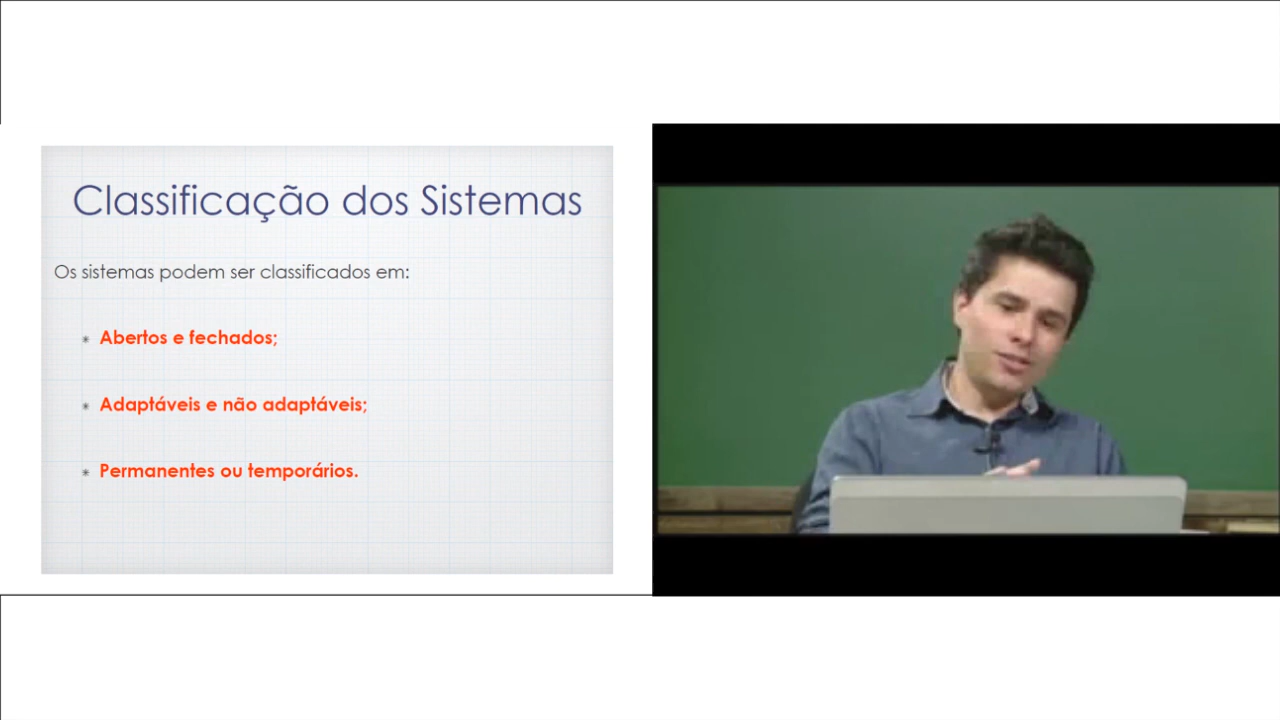 Classificação dos Sistemas
Os sistemas podem ser classificados em:
* Abertos e fechados;
* Adaptáveis e não adaptáveis;
* Permanentes ou temporários.